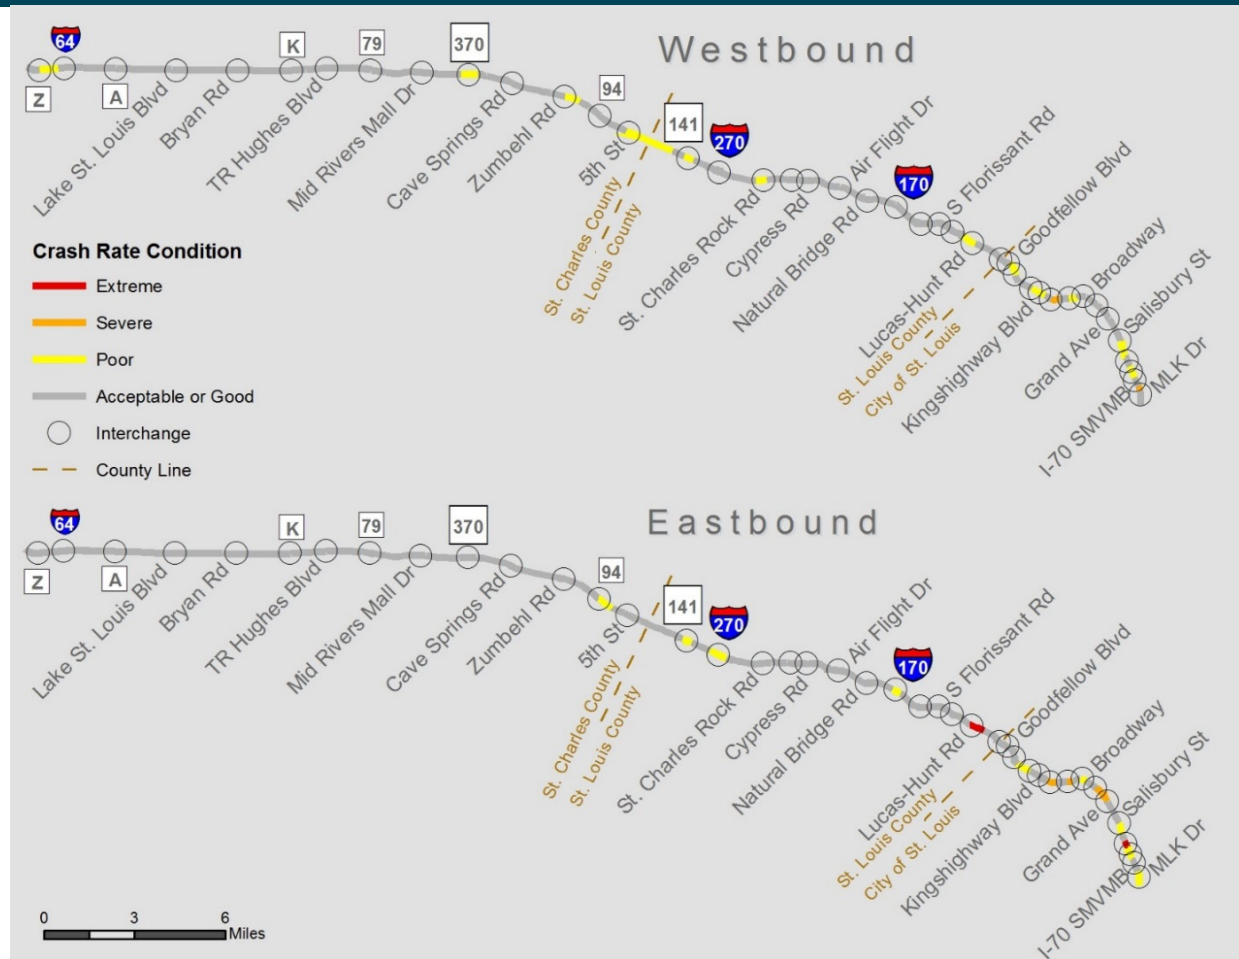 Westbound
64
K
79
370
94
141
270
170
Z
A
Lake St. Louis Blvd
Bryan Rd
TR Hughes Blvd
Mid Rivers Mall Dr
Cave Springs Rd
Zumbehl Rd
5th St
St. Charles County
St. Louis County
St. Charles Rock Rd
Cypress Rd
Natural Bridge Rd
Air Flight Dr
S Florissant Rd
Lucas-Hunt Rd
Goodfellow Blvd
St. Louis County
City of St. Louis
Kingshighway Blvd
Broadway
Grand Ave
Salisbury St
I-70 SMVMB
MLK Dr
Crash Rate Condition
Extreme
Severe
Poor
Acceptable or Good
Interchange
County Line
Eastbound
64
K
79
370
94
141
270
170
Z
A
Lake St. Louis Blvd
Bryan Rd
TR Hughes Blvd
Mid Rivers Mall Dr
Cave Springs Rd
Zumbehl Rd
5th St
St. Charles County
St. Louis County
St. Charles Rock Rd
Cypress Rd
Natural Bridge Rd
Air Flight Dr
S Florissant Rd
Lucas-Hunt Rd
Goodfellow Blvd
St. Louis County
City of St. Louis
Kingshighway Blvd
Broadway
Grand Ave
Salisbury St
I-70 SMVMB
MLK Dr
0 3 6
Miles